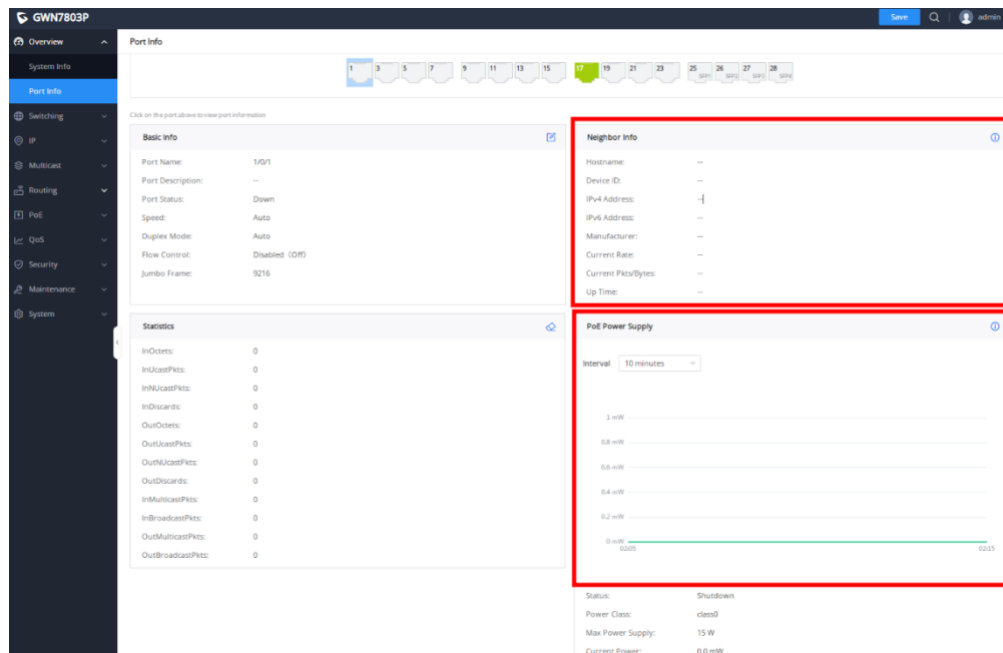 GWN7803P
Save
admin
Overview
System Info
Port Info
Switching
IP
Multicast
Routing
PoE
QoS
Security
Maintenance
System
Port Info
1 3 5 7 9 11 13 15 17 19 21 23 25 26 27 28
SFP1 SFP2 SFP3 SFP4
Click on the port above to view port information
Basic Info
Port Name: 1/0/1
Port Description: --
Port Status: Down
Speed: Auto
Duplex Mode: Auto
Flow Control: Disabled (Off)
Jumbo Frame: 9216
Neighbor Info
Hostname: --
Device ID: --
IPv4 Address: --
IPv6 Address: --
Manufacturer: --
Current Rate: --
Current Pkts/Bytes: --
Up Time: --
Statistics
InOctets: 0
InUcastPkts: 0
InNUcastPkts: 0
InDiscards: 0
OutOctets: 0
OutUcastPkts: 0
OutNUcastPkts: 0
OutDiscards: 0
InMulticastPkts: 0
InBroadcastPkts: 0
OutMulticastPkts: 0
OutBroadcastPkts: 0
PoE Power Supply
Interval 10 minutes
1 mW
0.8 mW
0.6 mW
0.4 mW
0.2 mW
0 mW
02:05 02:15
Status: Shutdown
Power Class: class0
Max Power Supply: 15 W
Current Power: 0.0 mW